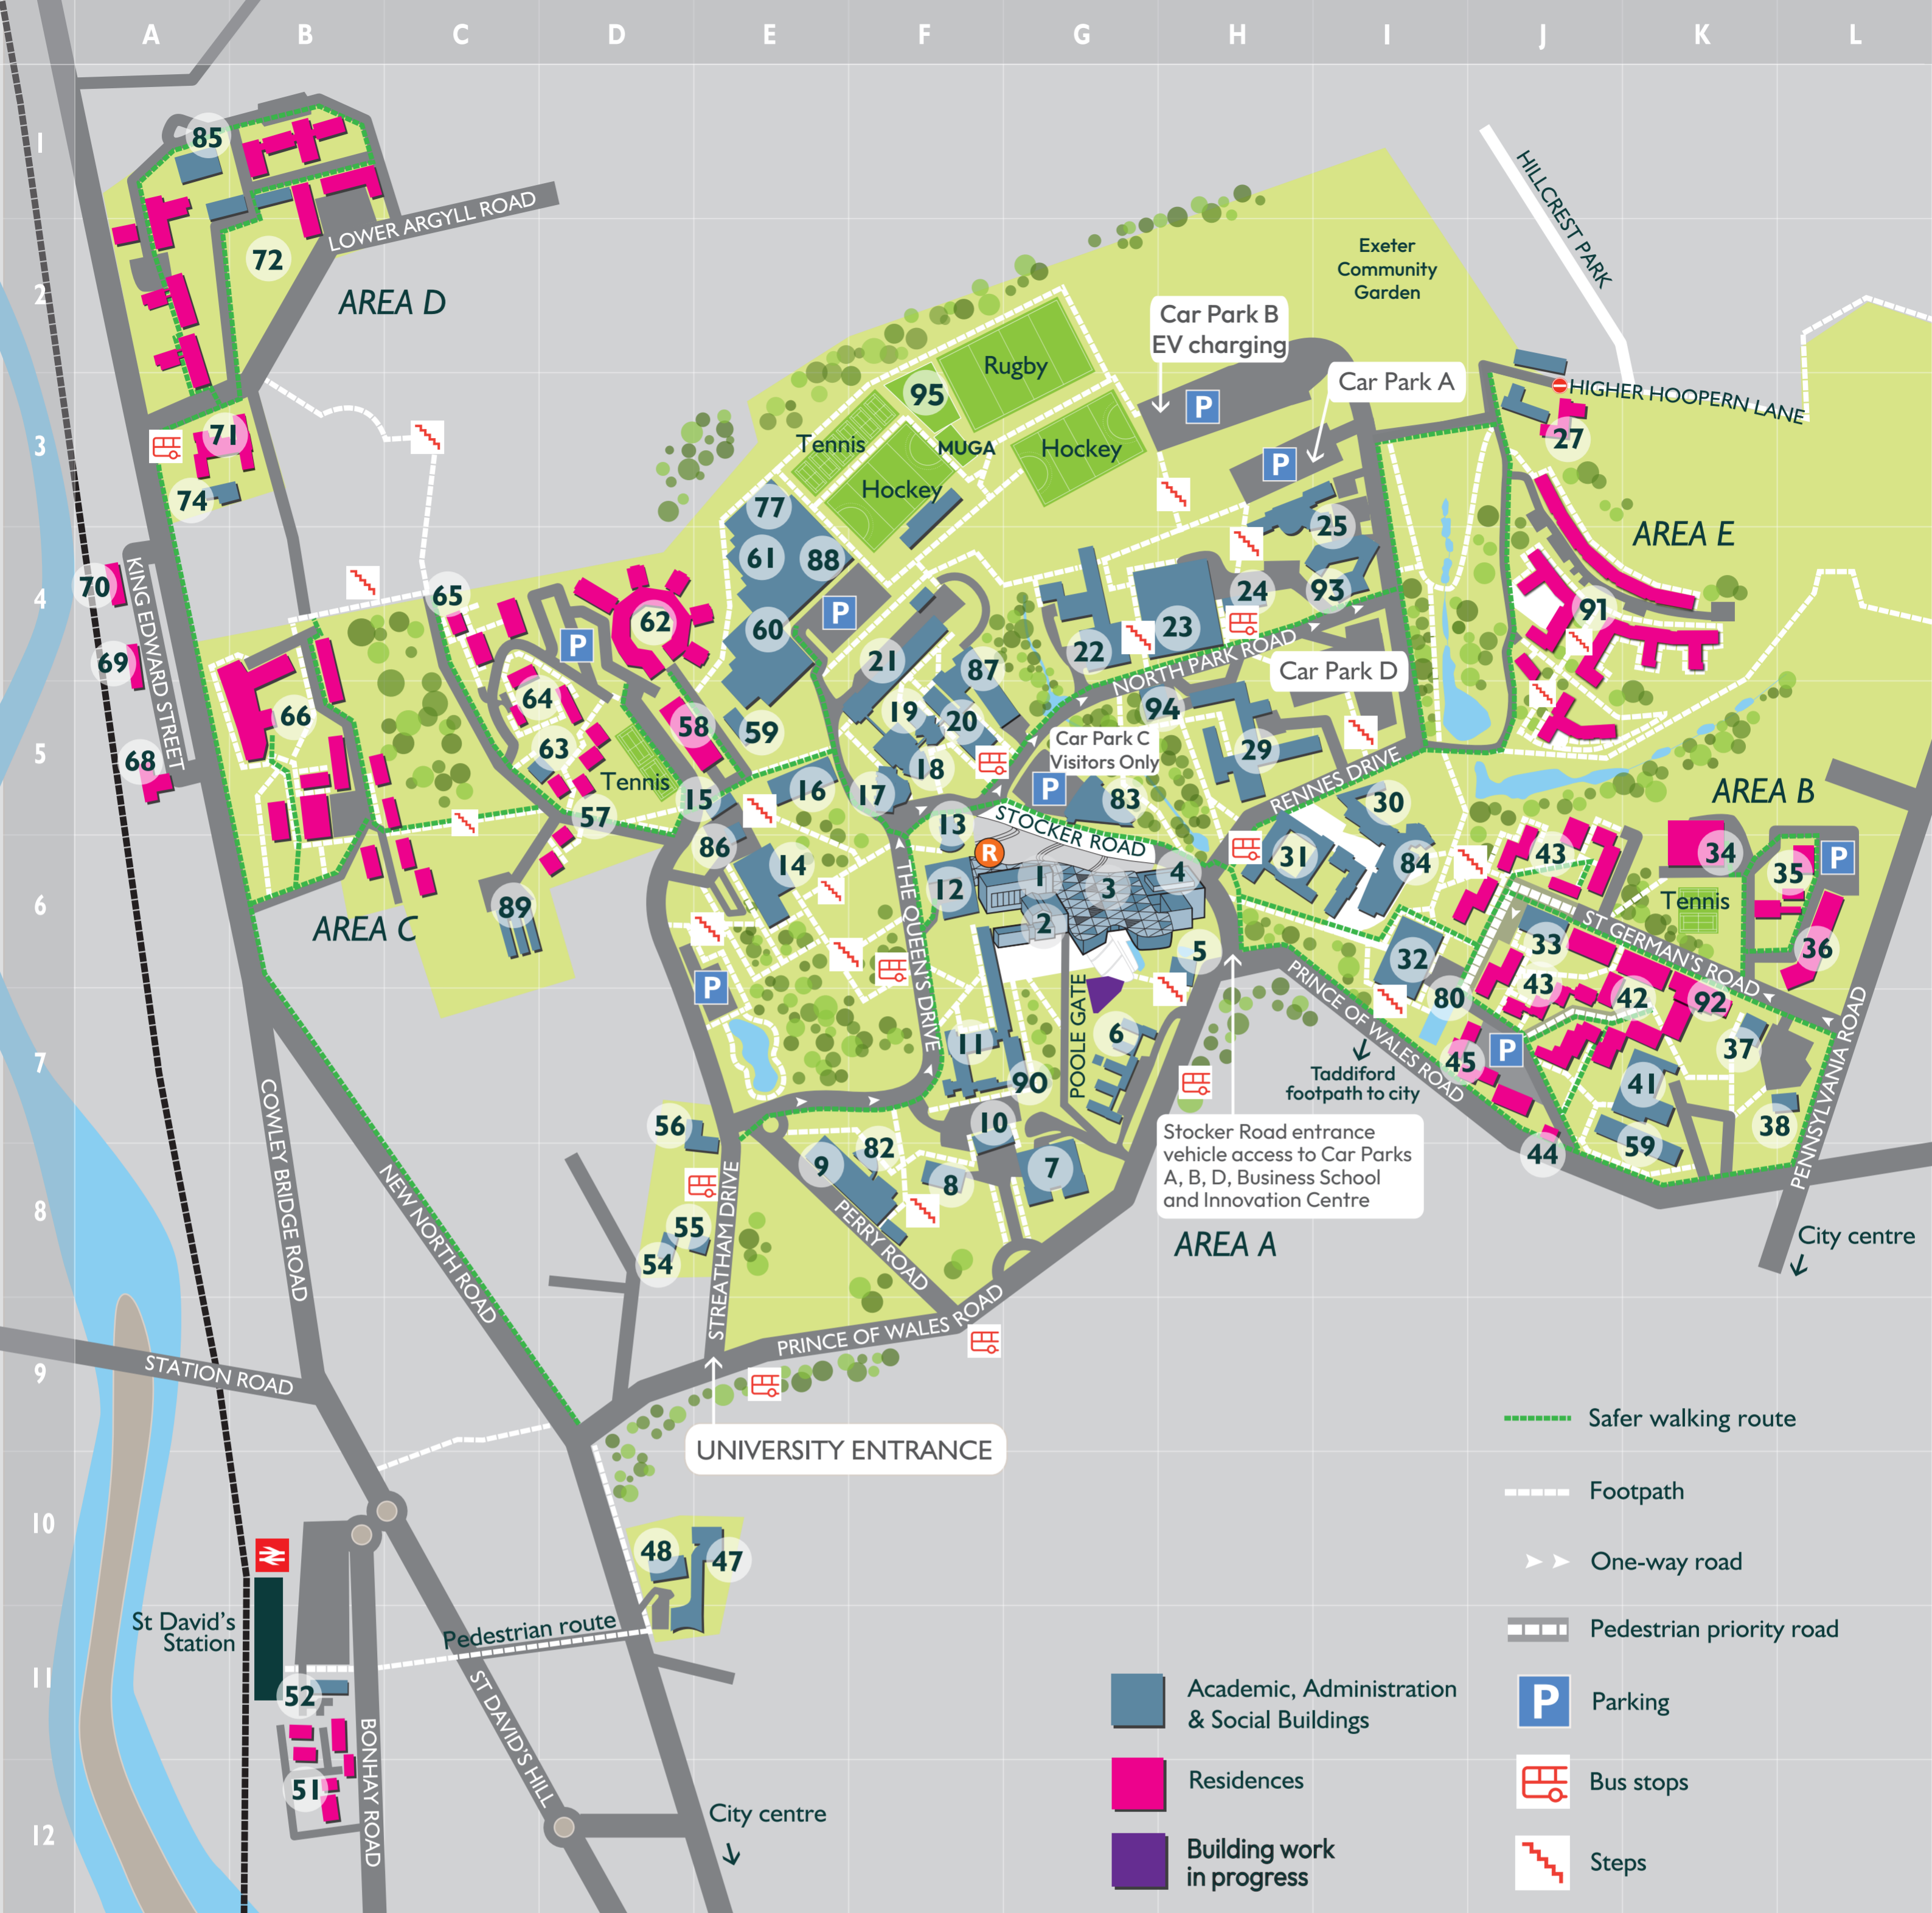 A B C D E F G H I J K L
1
2
3
4
5
6
7
8
9
10
11
12
85
72
LOWER ARGYLL ROAD
AREA D
71
74
70
69
68
KING EDWARD STREET
HILLCREST PARK
Exeter
Community
Garden
Car Park B
EV charging
P
Car Park A
P
HIGHER HOOPERN LANE
27
Rugby
95
Tennis
MUGA
Hockey
Hockey
77
61
88
60
P
25
24
93
23
22
NORTH PARK ROAD
Car Park D
AREA E
91
65
62
P
64
63
66
58
59
Tennis
57
15
16
17
18
19
20
21
87
94
29
Car Park C
Visitors Only
P
83
RENNES DRIVE
30
AREA B
STOCKER ROAD
13
R
86
14
12
1
3
4
2
5
31
84
43
34
35
P
Tennis
36
ST GERMAN'S ROAD
33
32
43
42
92
80
37
45
P
41
38
59
44
PENNSYLVANIA ROAD
City centre
AREA C
89
P
THE QUEEN'S DRIVE
POOLE GATE
6
11
90
10
PRINCE OF WALES ROAD
Taddiford
footpath to city
Stocker Road entrance
vehicle access to Car Parks
A, B, D, Business School
and Innovation Centre
AREA A
56
9
82
8
7
55
54
STREATHAM DRIVE
PERRY ROAD
PRINCE OF WALES ROAD
COWLEY BRIDGE ROAD
NEW NORTH ROAD
STATION ROAD
UNIVERSITY ENTRANCE
48
47
St David's
Station
Pedestrian route
52
51
BONHAY ROAD
ST DAVID'S HILL
City centre
Safer walking route
Footpath
One-way road
Pedestrian priority road
Academic, Administration
& Social Buildings
P
Parking
Residences
Bus stops
Building work
in progress
Steps